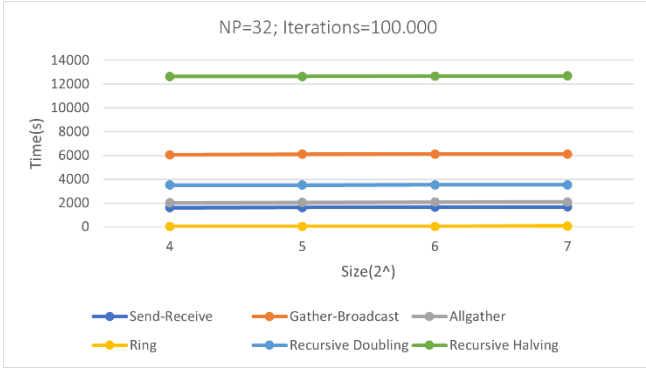 NP=32; Iterations=100.000
14000
12000
10000
8000
6000
4000
2000
0
Time(s)
4 5 6 7
Size(2^)
Send-Receive Gather-Broadcast Allgather
Ring Recursive Doubling Recursive Halving